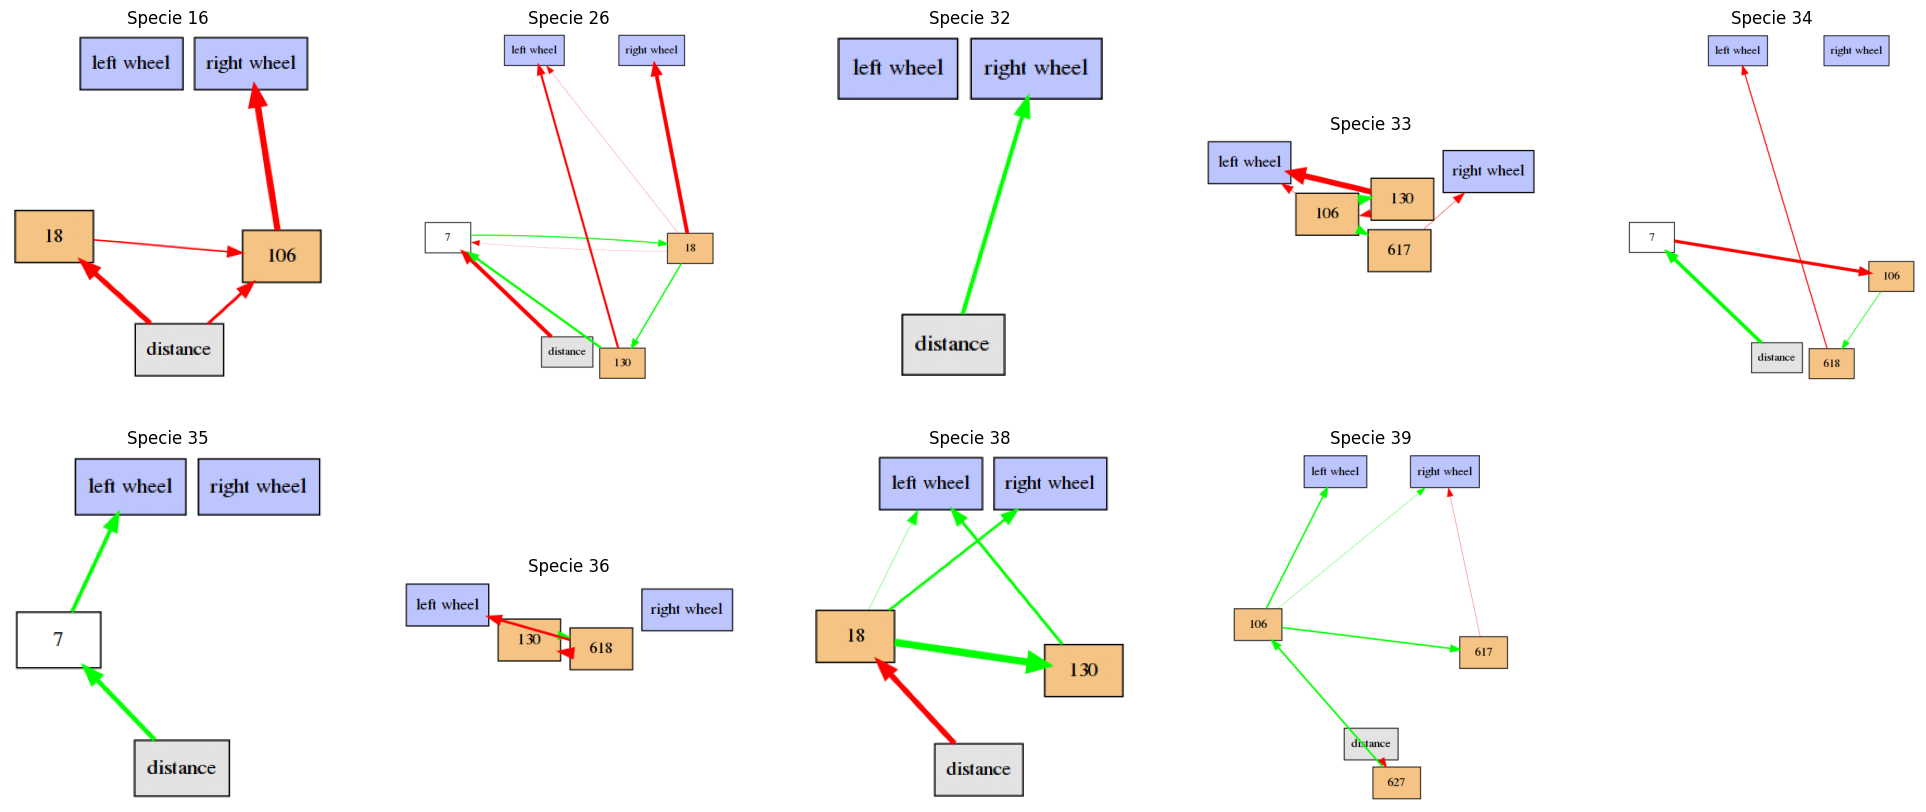 Specie 16
left wheel
right wheel
18
106
distance
Specie 26
left wheel
right wheel
7
18
distance
130
Specie 32
left wheel
right wheel
distance
Specie 33
left wheel
right wheel
130
106
617
Specie 34
left wheel
right wheel
7
106
distance
618
Specie 35
left wheel
right wheel
7
distance
Specie 36
left wheel
right wheel
130
618
Specie 38
left wheel
right wheel
18
130
distance
Specie 39
left wheel
right wheel
106
617
distance
627